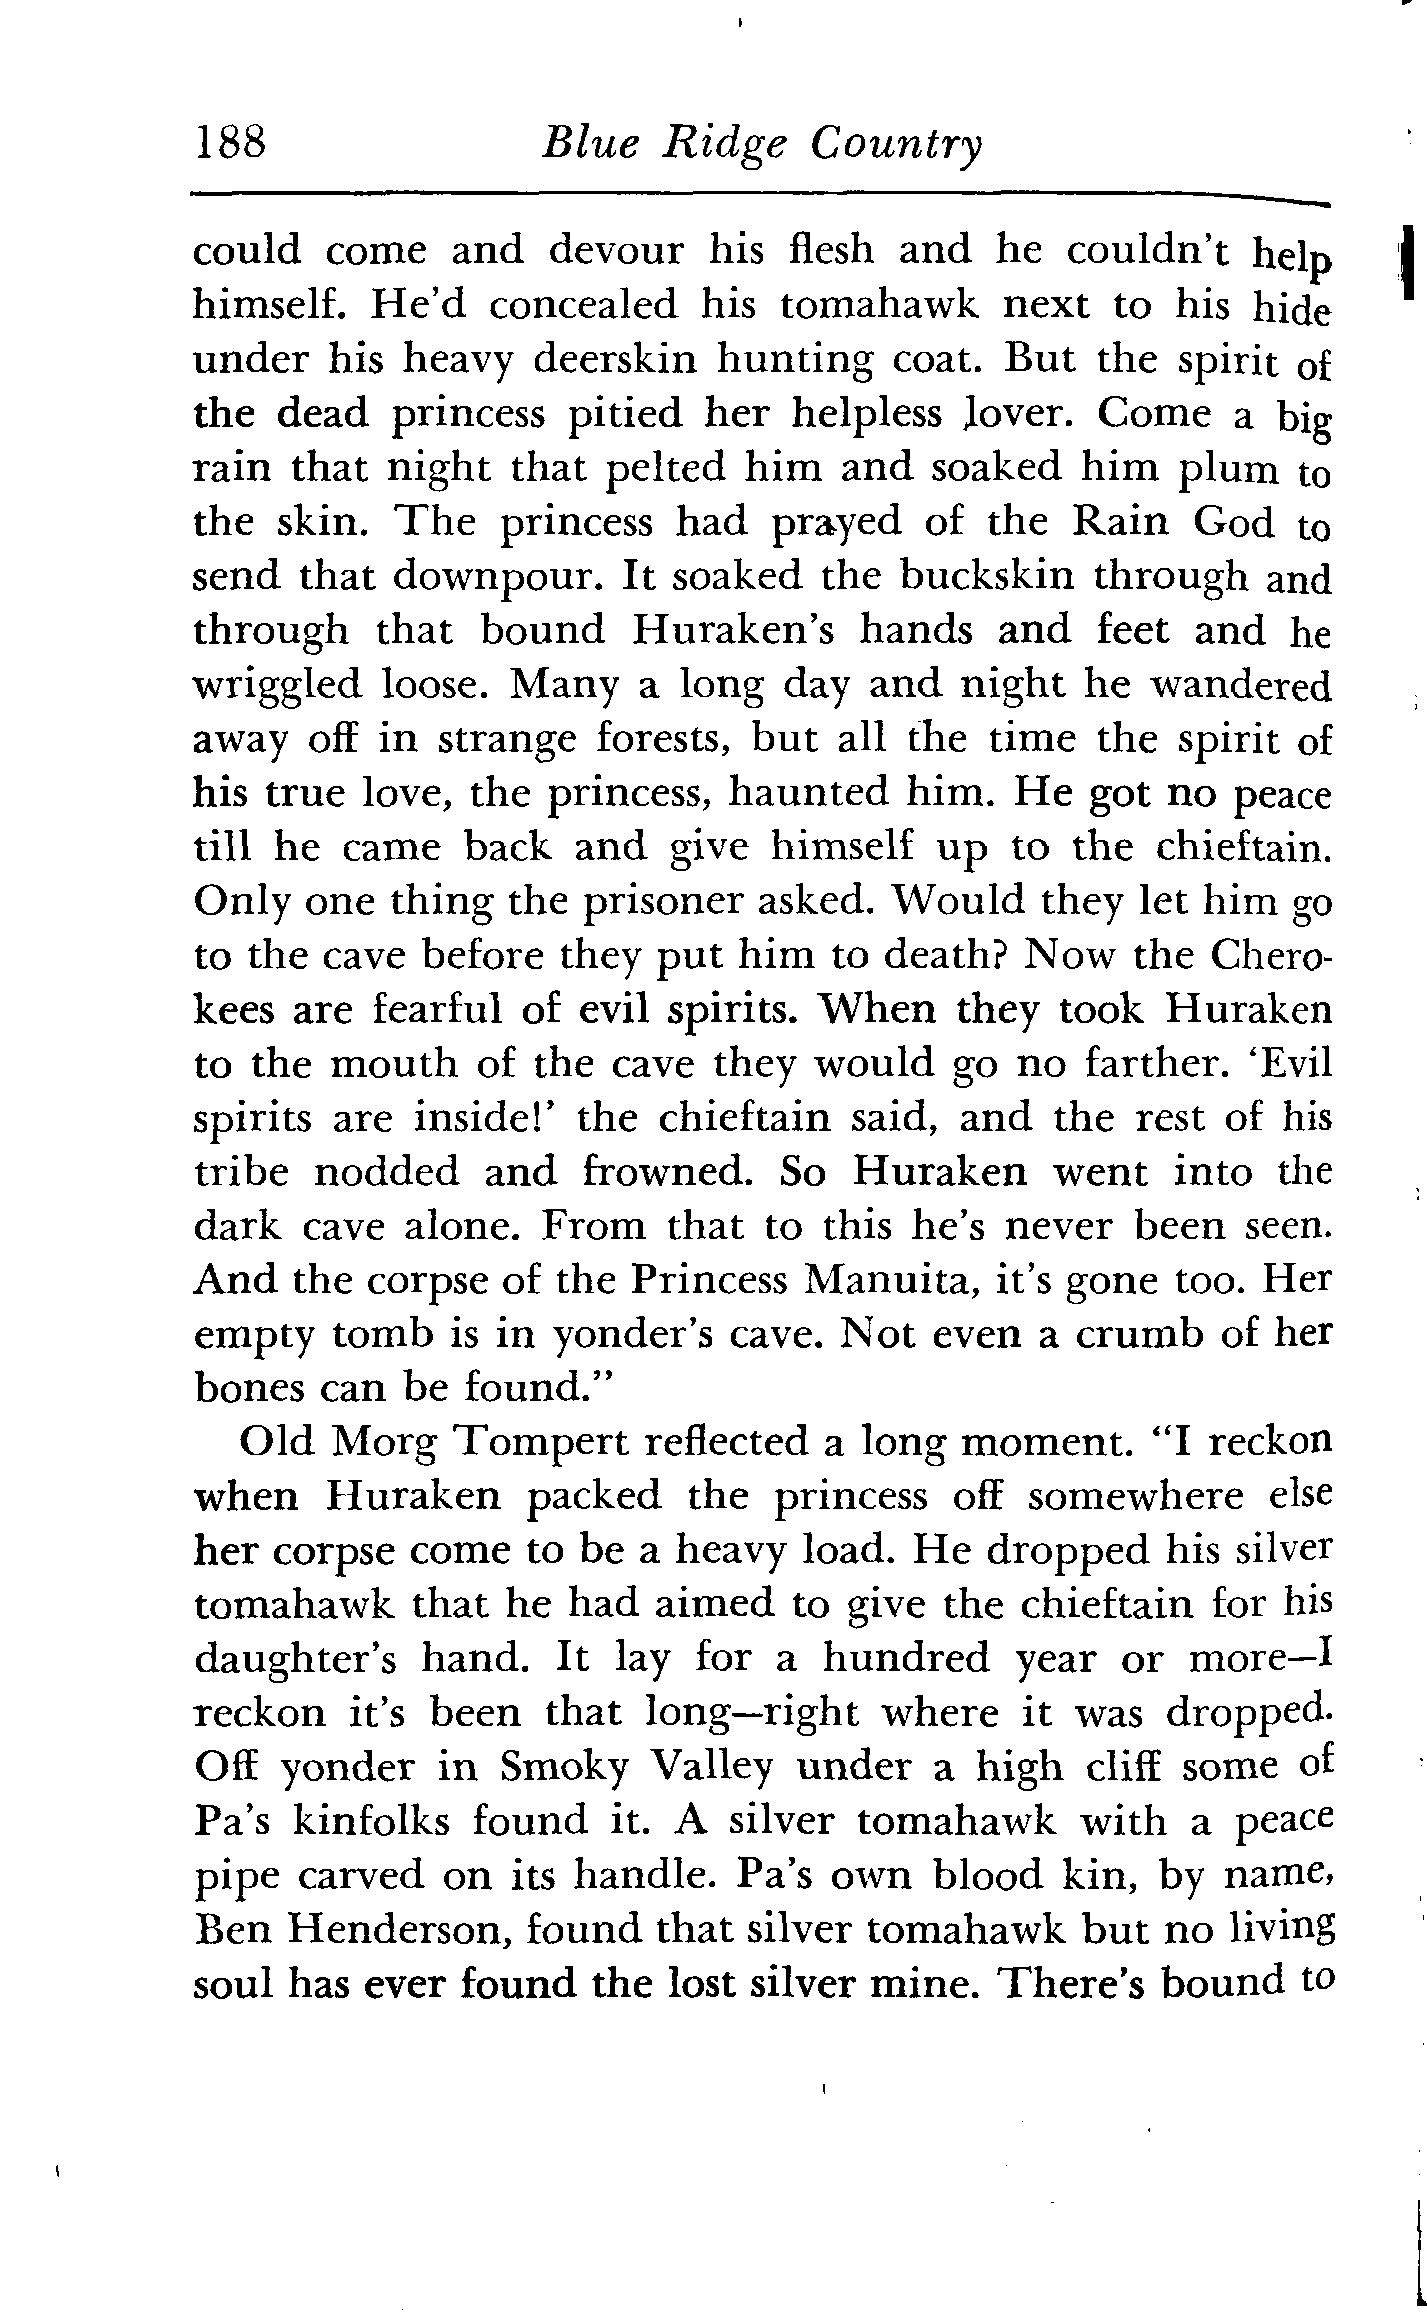 188 Blue Ridge Country
could come and devour his flesh and he couldn't help
himself. He'd concealed his tomahawk next to his hide
under his heavy deerskin hunting coat. But the spirit of
the dead princess pitied her helpless lover. Come a big
rain that night that pelted him and soaked him plum to
the skin. The princess had prayed of the Rain God to
send that downpour. It soaked the buckskin through and
through that bound Huraken's hands and feet and he
wriggled loose. Many a long day and night he wandered
away off in strange forests, but all the time the spirit of
his true love, the princess, haunted him. He got no peace
till he came back and give himself up to the chieftain.
Only one thing the prisoner asked. Would they let him go
to the cave before they put him to death? Now the Chero-
kees are fearful of evil spirits. When they took Huraken
to the mouth of the cave they would go no farther. 'Evil
spirits are inside!' the chieftain said, and the rest of his
tribe nodded and frowned. So Huraken went into the
dark cave alone. From that to this he's never been seen.
And the corpse of the Princess Manuita, it's gone too. Her
empty tomb is in yonder's cave. Not even a crumb of her
bones can be found."
Old Morg Tompert reflected a long moment. "I reckon
when Huraken packed the princess off somewhere else
her corpse come to be a heavy load. He dropped his silver
tomahawk that he had aimed to give the chieftain for his
daughter's hand. It lay for a hundred year or more—I
reckon it's been that long—right where it was dropped.
Off yonder in Smoky Valley under a high cliff some of
Pa's kinfolks found it. A silver tomahawk with a peace
pipe carved on its handle. Pa's own blood kin, by name,
Ben Henderson, found that silver tomahawk but no living
soul has ever found the lost silver mine. There's bound to